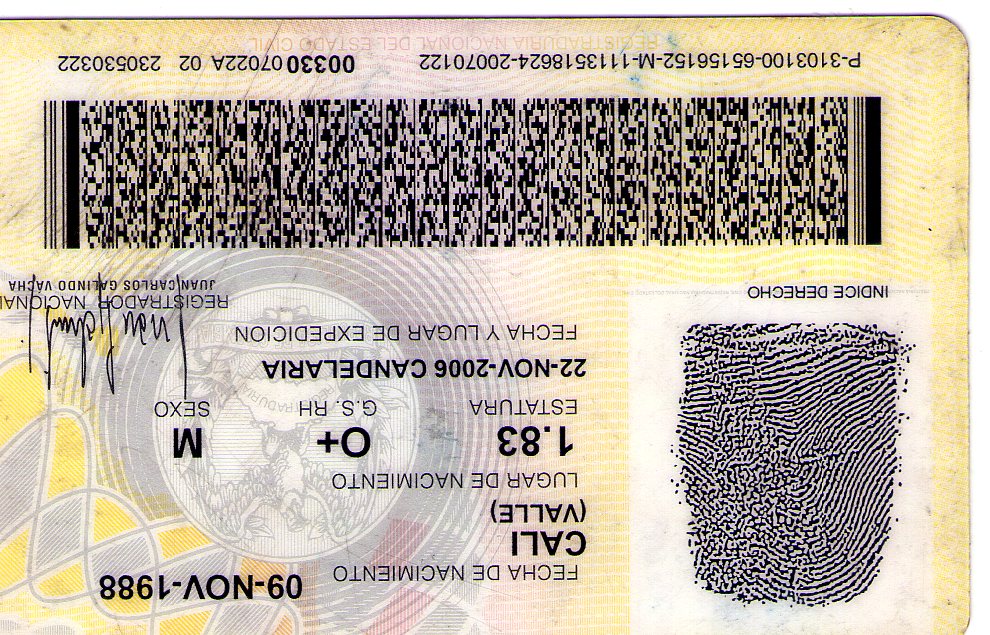 FECHA DE NACIMIENTO 09-NOV-1988
CALI
(VALLE)
LUGAR DE NACIMIENTO
1.83 O+ M
ESTATURA G.S. RH SEXO
22-NOV-2006 CANDELARIA
FECHA Y LUGAR DE EXPEDICION
INDICE DERECHO
REGISTRADOR NACIONAL
JUAN CARLOS GALINDO VACHA
P-3103100-65156152-M-1113518624-20070122 00330 07022A 02 230530322
REGISTRADURIA NACIONAL DEL ESTADO CIVIL